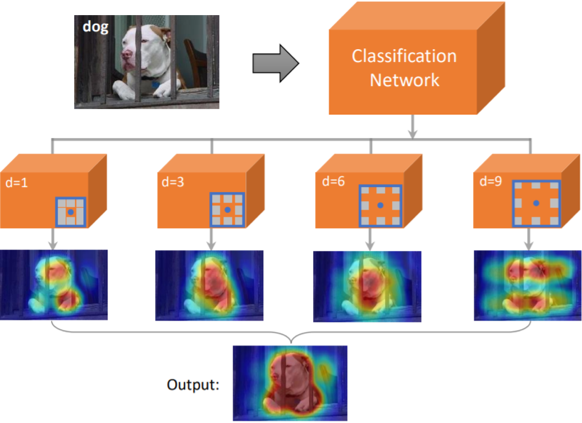 dog
Classification
Network
d=1
d=3
d=6
d=9
Output: